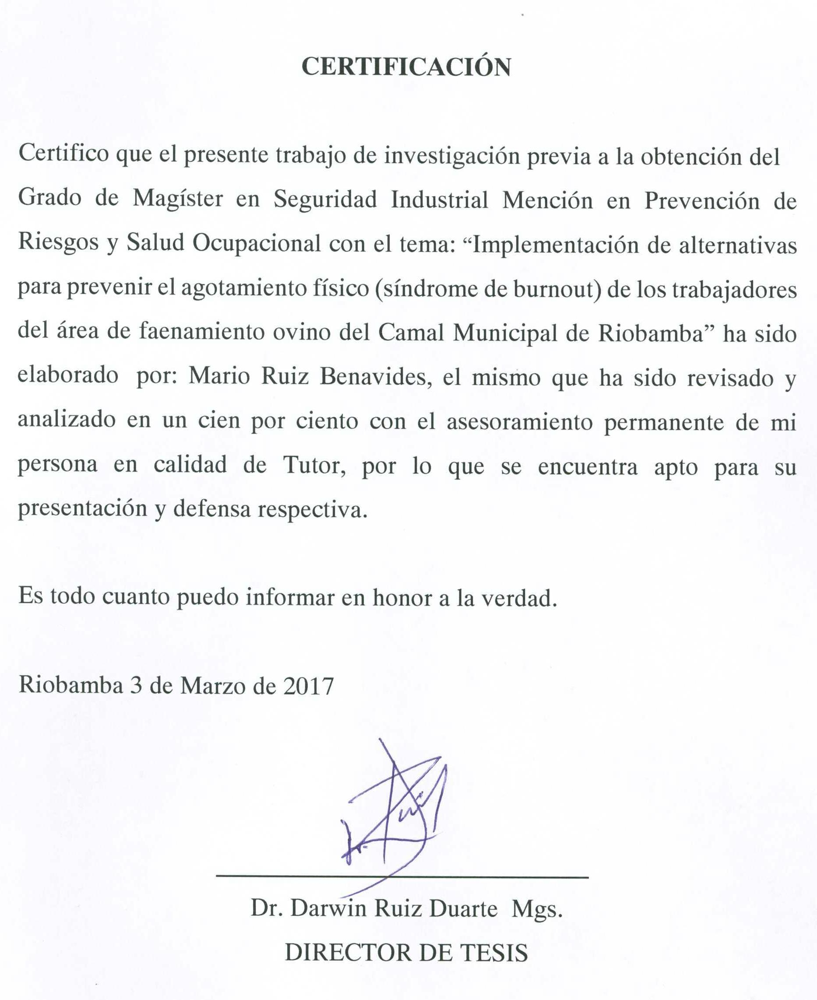 CERTIFICACIÓN
Certifico que el presente trabajo de investigación previa a la obtención del
Grado de Magíster en Seguridad Industrial Mención en Prevención de
Riesgos y Salud Ocupacional con el tema: “Implementación de alternativas
para prevenir el agotamiento físico (síndrome de burnout) de los trabajadores
del área de faenamiento ovino del Camal Municipal de Riobamba” ha sido
elaborado por: Mario Ruiz Benavides, el mismo que ha sido revisado y
analizado en un cien por ciento con el asesoramiento permanente de mi
persona en calidad de Tutor, por lo que se encuentra apto para su
presentación y defensa respectiva.
Es todo cuanto puedo informar en honor a la verdad.
Riobamba 3 de Marzo de 2017
Dr. Darwin Ruiz Duarte Mgs.
DIRECTOR DE TESIS